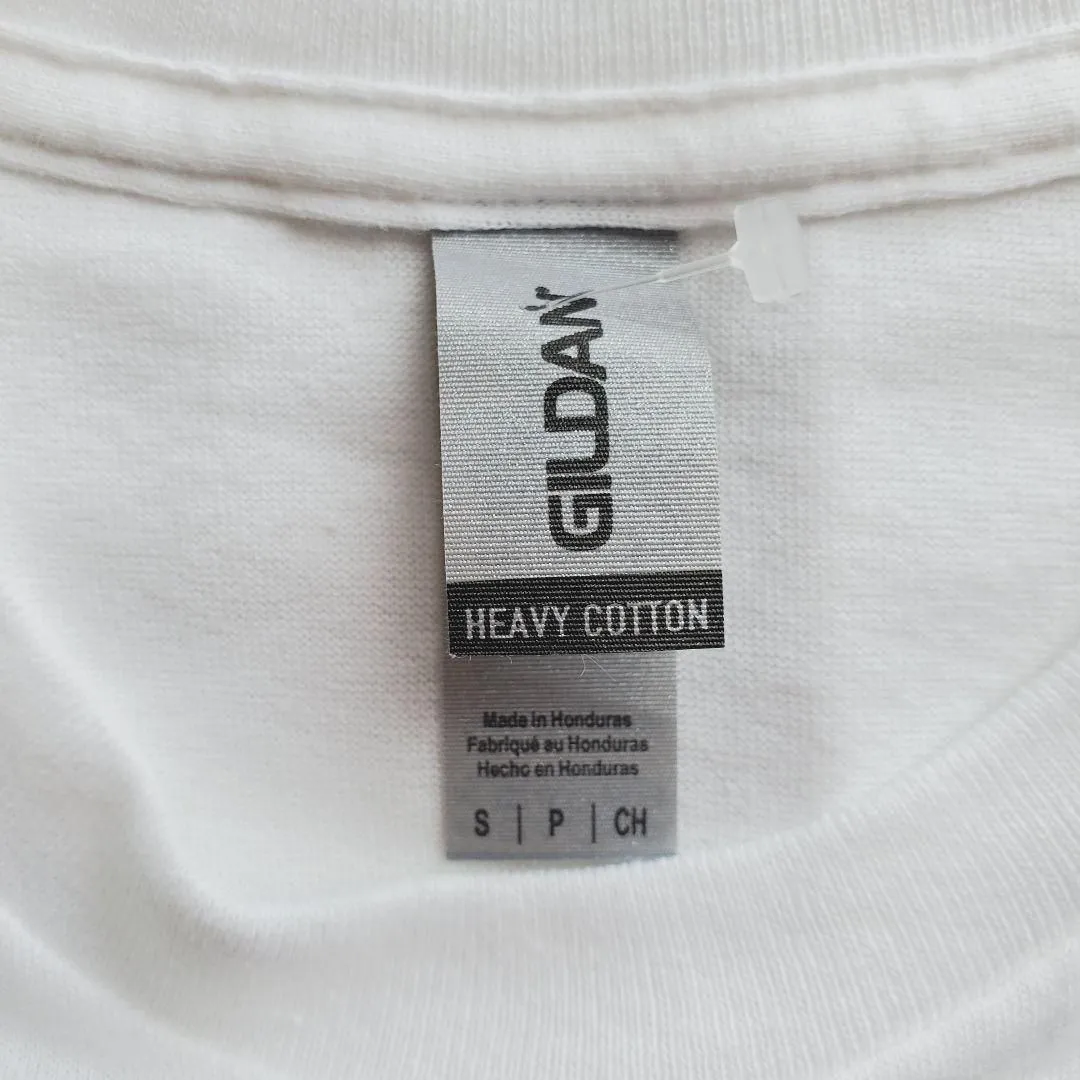 GILDAN
HEAVY COTTON
Made in Honduras
Fabriqué au Honduras
Hecho en Honduras
S | P | CH